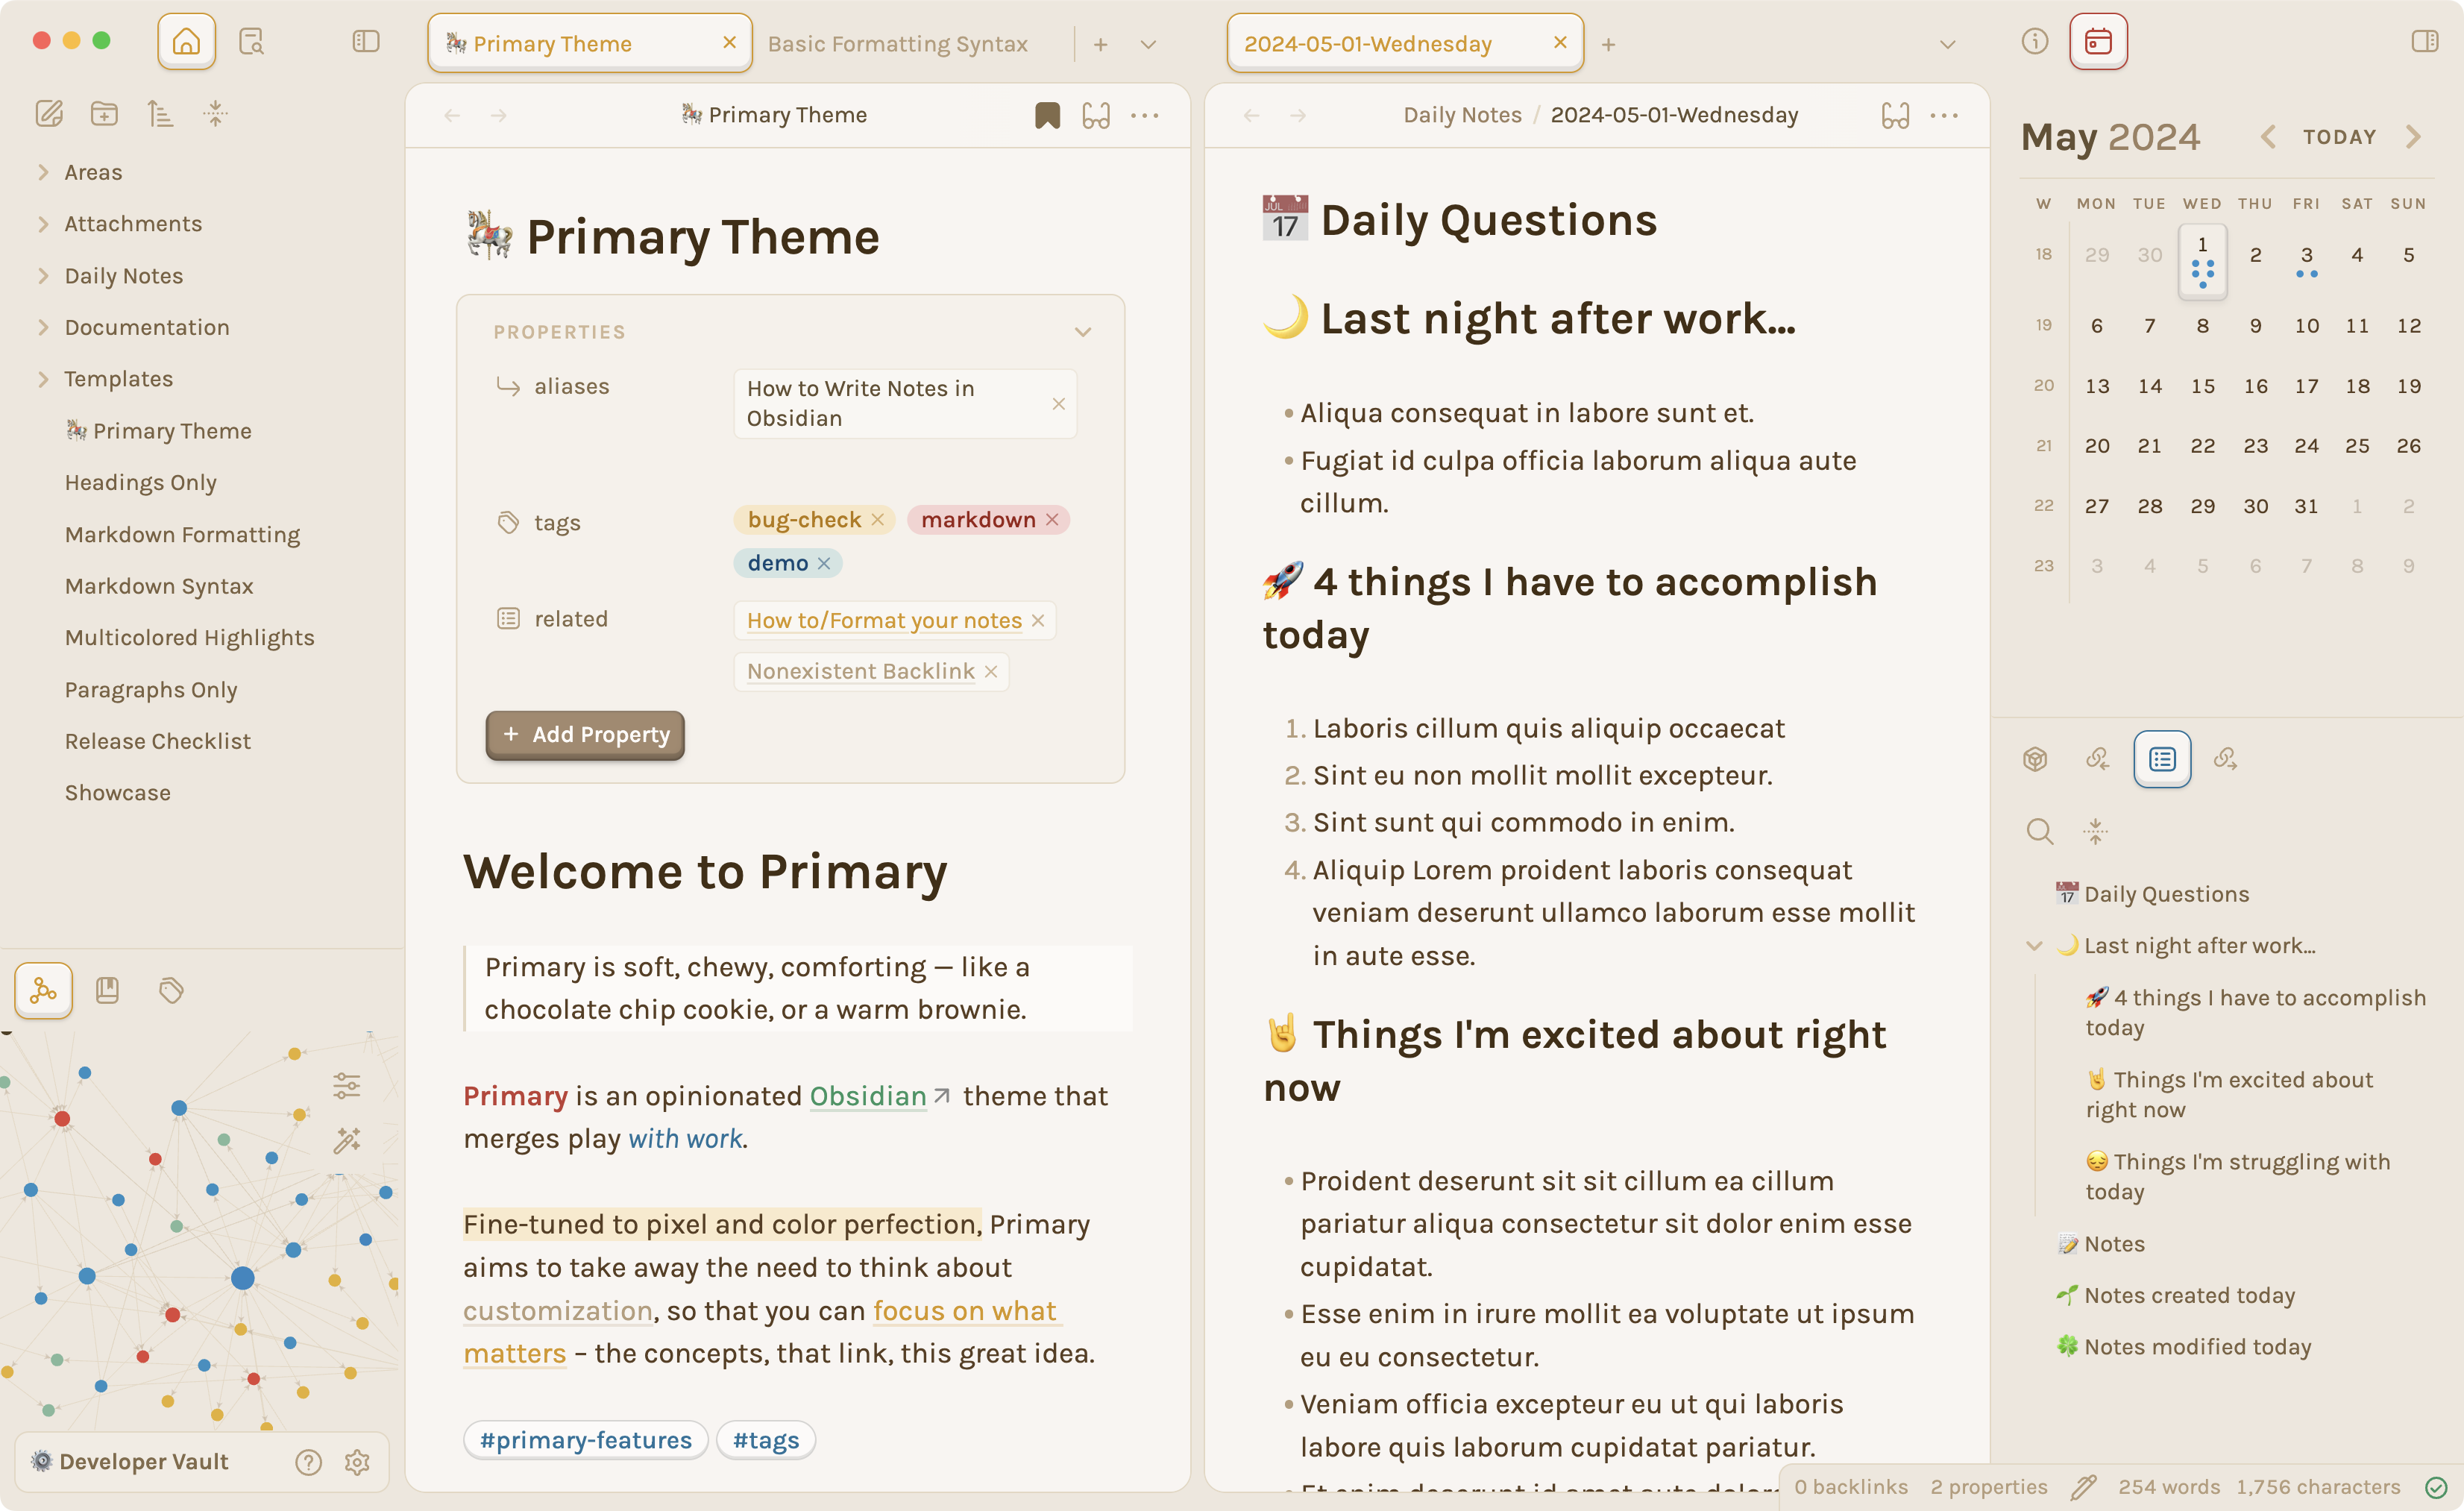 Primary Theme
Basic Formatting Syntax
2024-05-01-Wednesday
Areas
Attachments
Daily Notes
Documentation
Templates
Primary Theme
Headings Only
Markdown Formatting
Markdown Syntax
Multicolored Highlights
Paragraphs Only
Release Checklist
Showcase
Developer Vault
Primary Theme
Primary Theme
PROPERTIES
aliases
How to Write Notes in
Obsidian
tags
bug-check
markdown
demo
related
How to/Format your notes
Nonexistent Backlink
+ Add Property
Welcome to Primary
Primary is soft, chewy, comforting — like a
chocolate chip cookie, or a warm brownie.
Primary is an opinionated Obsidian theme that
merges play with work.
Fine-tuned to pixel and color perfection, Primary
aims to take away the need to think about
customization, so that you can focus on what
matters – the concepts, that link, this great idea.
#primary-features #tags
Daily Notes / 2024-05-01-Wednesday
JUL 17 Daily Questions
Last night after work...
• Aliqua consequat in labore sunt et.
• Fugiat id culpa officia laborum aliqua aute
cillum.
4 things I have to accomplish
today
1. Laboris cillum quis aliquip occaecat
2. Sint eu non mollit mollit excepteur.
3. Sint sunt qui commodo in enim.
4. Aliquip Lorem proident laboris consequat
veniam deserunt ullamco laborum esse mollit
in aute esse.
Things I'm excited about right
now
• Proident deserunt sit sit cillum ea cillum
pariatur aliqua consectetur sit dolor enim esse
cupidatat.
• Esse enim in irure mollit ea voluptate ut ipsum
eu eu consectetur.
• Veniam officia excepteur eu ut qui laboris
labore quis laborum cupidatat pariatur.
May 2024
TODAY
W MON TUE WED THU FRI SAT SUN
18 29 30 1 2 3 4 5
19 6 7 8 9 10 11 12
20 13 14 15 16 17 18 19
21 20 21 22 23 24 25 26
22 27 28 29 30 31 1 2
23 3 4 5 6 7 8 9
17 Daily Questions
Last night after work...
4 things I have to accomplish
today
Things I'm excited about
right now
Things I'm struggling with
today
Notes
Notes created today
Notes modified today
0 backlinks 2 properties 254 words 1,756 characters